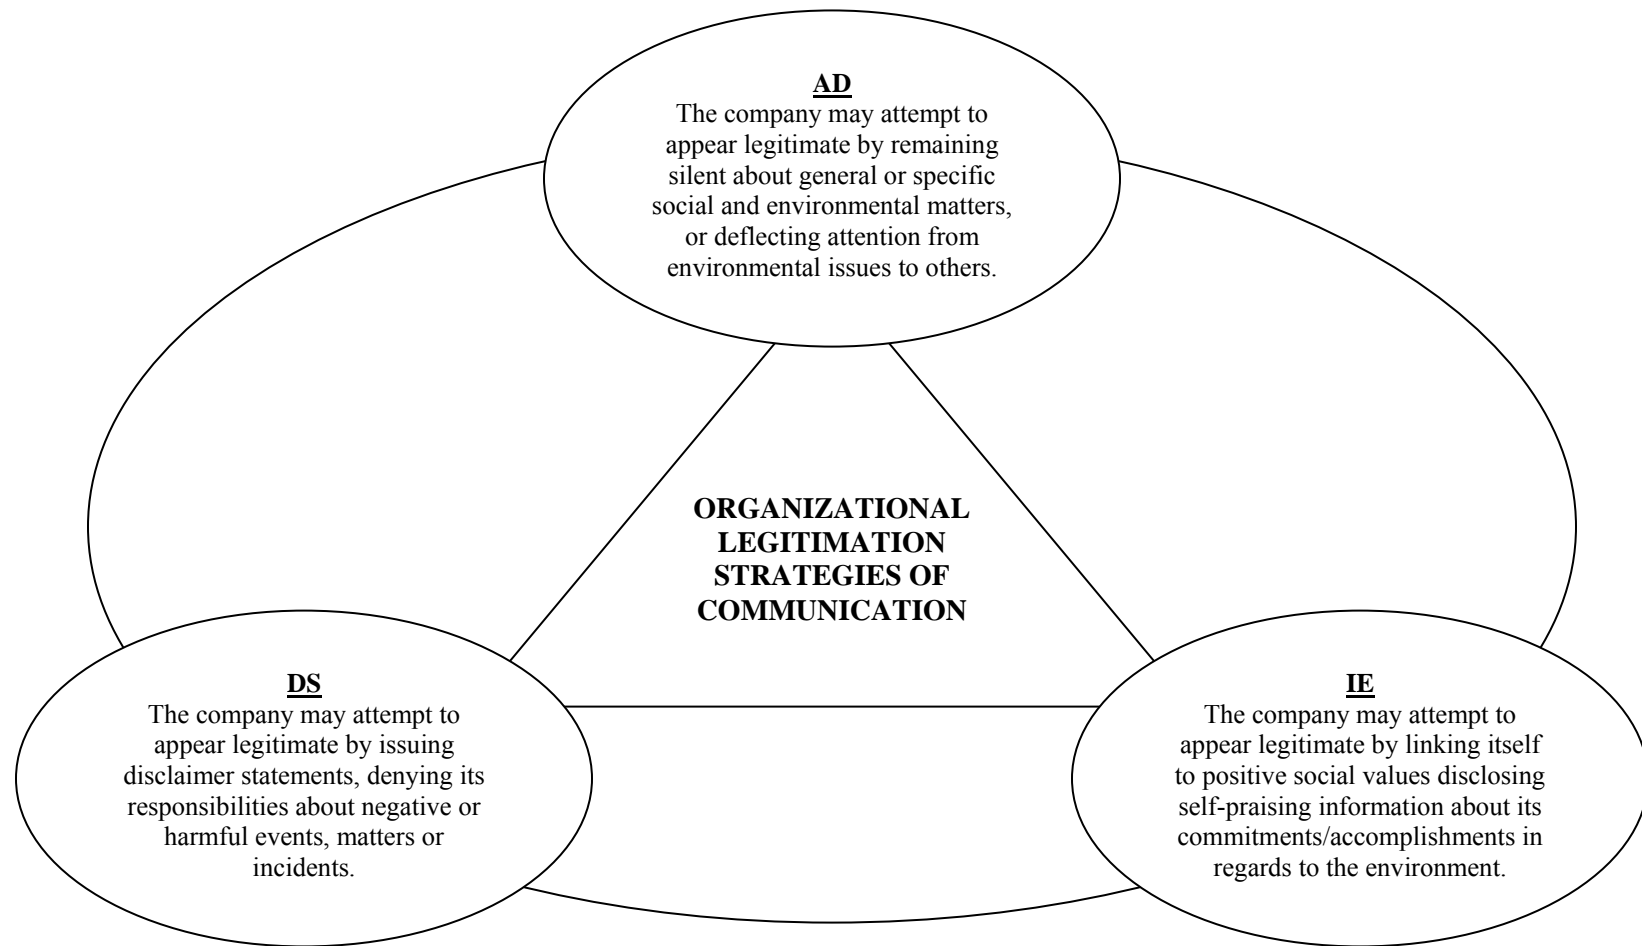 AD
The company may attempt to
appear legitimate by remaining
silent about general or specific
social and environmental matters,
or deflecting attention from
environmental issues to others.
ORGANIZATIONAL
LEGITIMATION
STRATEGIES OF
COMMUNICATION
DS
The company may attempt to
appear legitimate by issuing
disclaimer statements, denying its
responsibilities about negative or
harmful events, matters or
incidents.
IE
The company may attempt to
appear legitimate by linking itself
to positive social values disclosing
self-praising information about its
commitments/accomplishments in
regards to the environment.